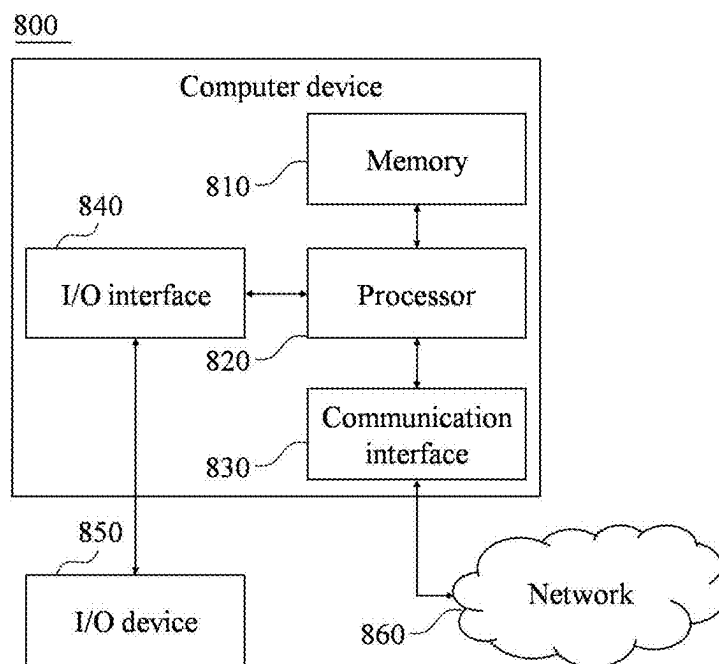 800
Computer device
Memory
810
840
I/O interface
Processor
820
Communication
interface
830
850
I/O device
Network
860